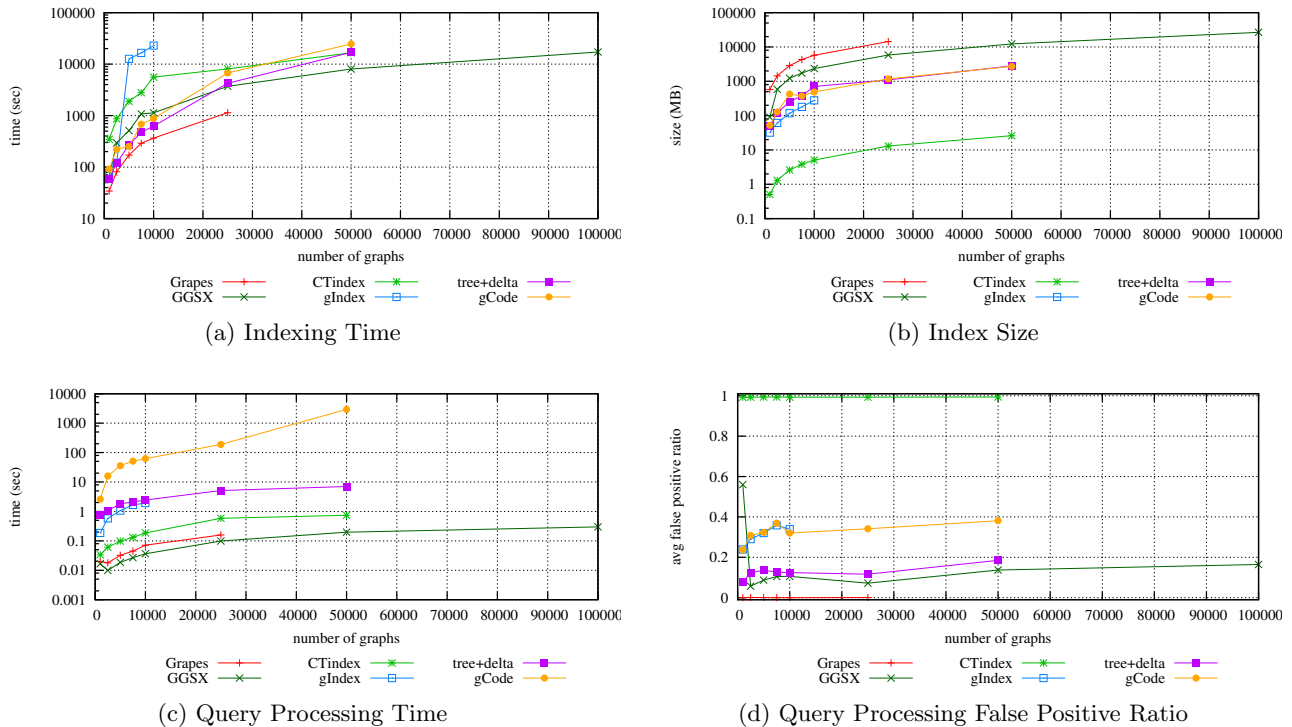 100000
10000
1000
100
10
time (sec)
0 10000 20000 30000 40000 50000 60000 70000 80000 90000 100000
number of graphs
Grapes CTindex tree+delta
GGSX gIndex gCode
(a) Indexing Time
100000
10000
1000
100
10
1
0.1
size (MB)
0 10000 20000 30000 40000 50000 60000 70000 80000 90000 100000
number of graphs
Grapes CTindex tree+delta
GGSX gIndex gCode
(b) Index Size
10000
1000
100
10
1
0.1
0.01
0.001
time (sec)
0 10000 20000 30000 40000 50000 60000 70000 80000 90000 100000
number of graphs
Grapes CTindex tree+delta
GGSX gIndex gCode
(c) Query Processing Time
1
0.8
0.6
0.4
0.2
0
avg false positive ratio
0 10000 20000 30000 40000 50000 60000 70000 80000 90000 100000
number of graphs
Grapes CTindex tree+delta
GGSX gIndex gCode
(d) Query Processing False Positive Ratio